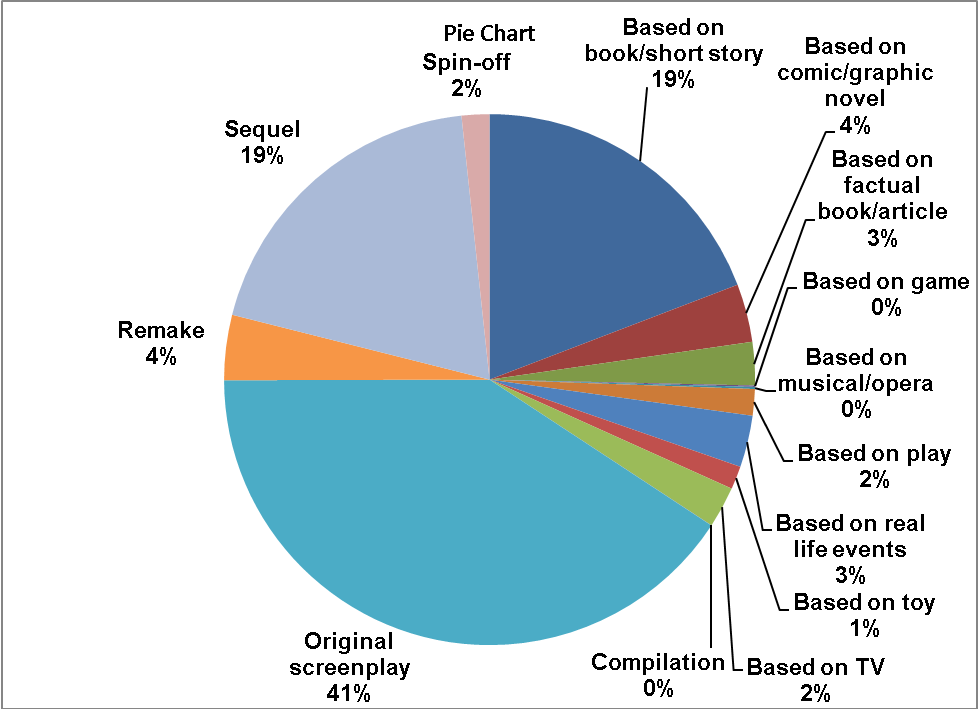 Pie Chart
Spin-off
2%
Based on
book/short story
19%
Based on
comic/graphic
novel
4%
Based on
factual
book/article
3%
Based on game
0%
Based on
musical/opera
0%
Based on play
2%
Based on real
life events
3%
Based on toy
1%
Based on TV
2%
Compilation
0%
Original
screenplay
41%
Remake
4%
Sequel
19%